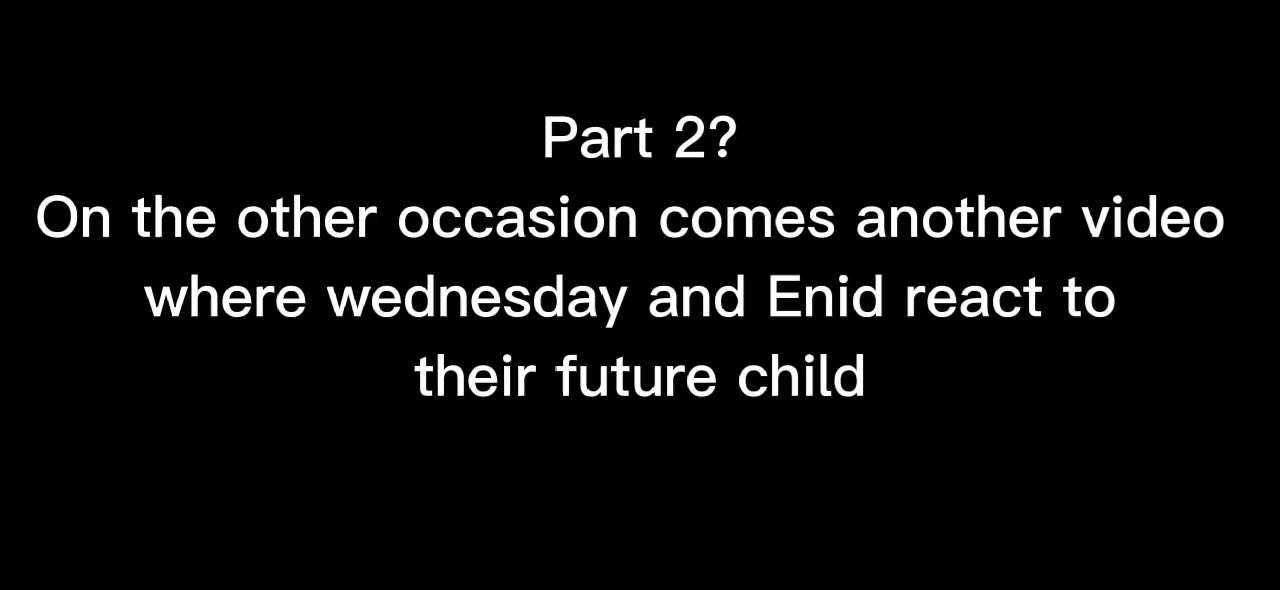 Part 2?
On the other occasion comes another video
where wednesday and Enid react to
their future child